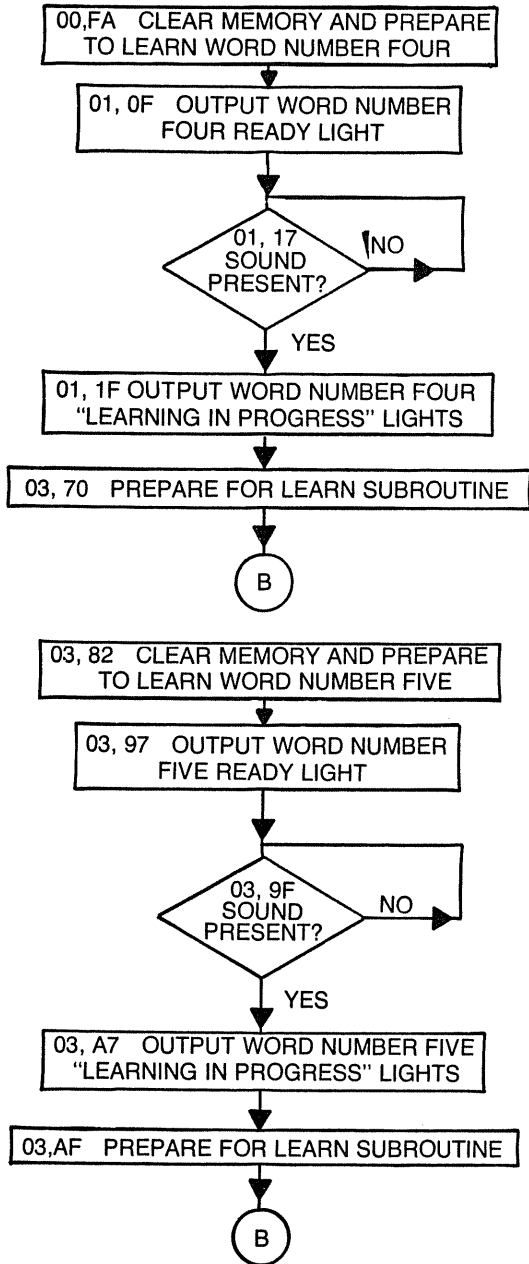 00,FA CLEAR MEMORY AND PREPARE
TO LEARN WORD NUMBER FOUR
01, 0F OUTPUT WORD NUMBER
FOUR READY LIGHT
01, 17
SOUND
PRESENT?
NO
YES
01, 1F OUTPUT WORD NUMBER FOUR
“LEARNING IN PROGRESS” LIGHTS
03, 70 PREPARE FOR LEARN SUBROUTINE
B
03, 82 CLEAR MEMORY AND PREPARE
TO LEARN WORD NUMBER FIVE
03, 97 OUTPUT WORD NUMBER
FIVE READY LIGHT
03, 9F
SOUND
PRESENT?
NO
YES
03, A7 OUTPUT WORD NUMBER FIVE
“LEARNING IN PROGRESS” LIGHTS
03,AF PREPARE FOR LEARN SUBROUTINE
B